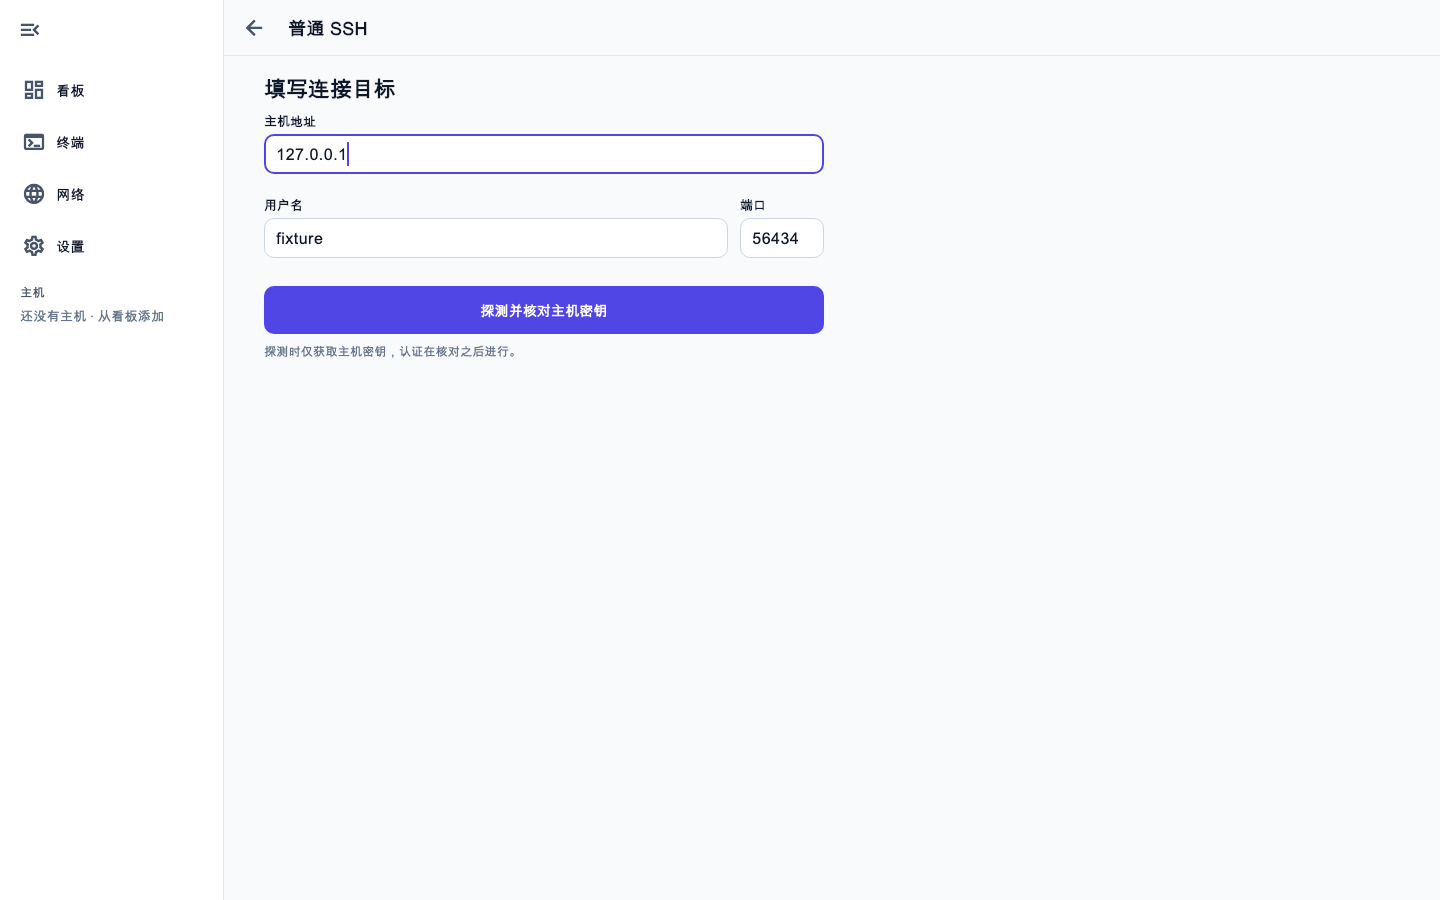 普通 SSH
看板
终端
网络
设置
主机
还没有主机 · 从看板添加
填写连接目标
主机地址
127.0.0.1
用户名
端口
fixture
56434
探测并核对主机密钥
探测时仅获取主机密钥，认证在核对之后进行。